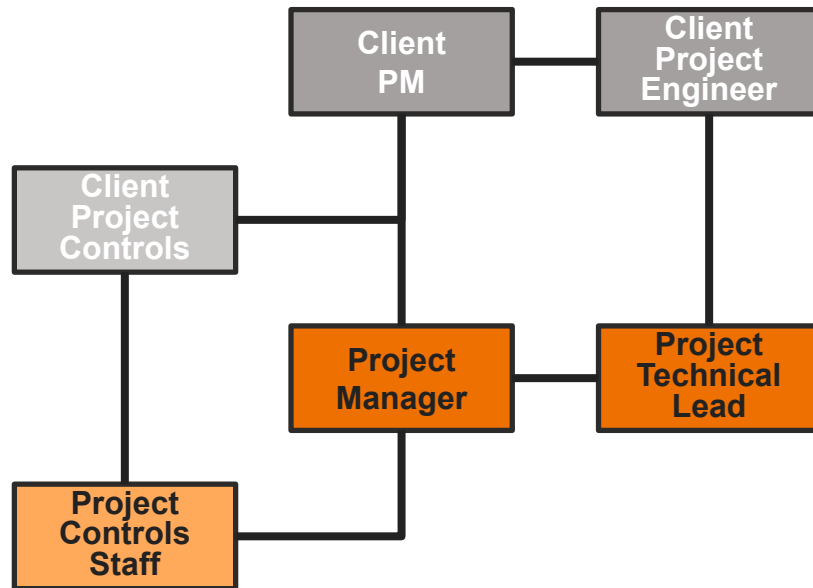 Client
PM
Client
Project
Engineer
Client
Project
Controls
Project
Manager
Project
Technical
Lead
Project
Controls
Staff